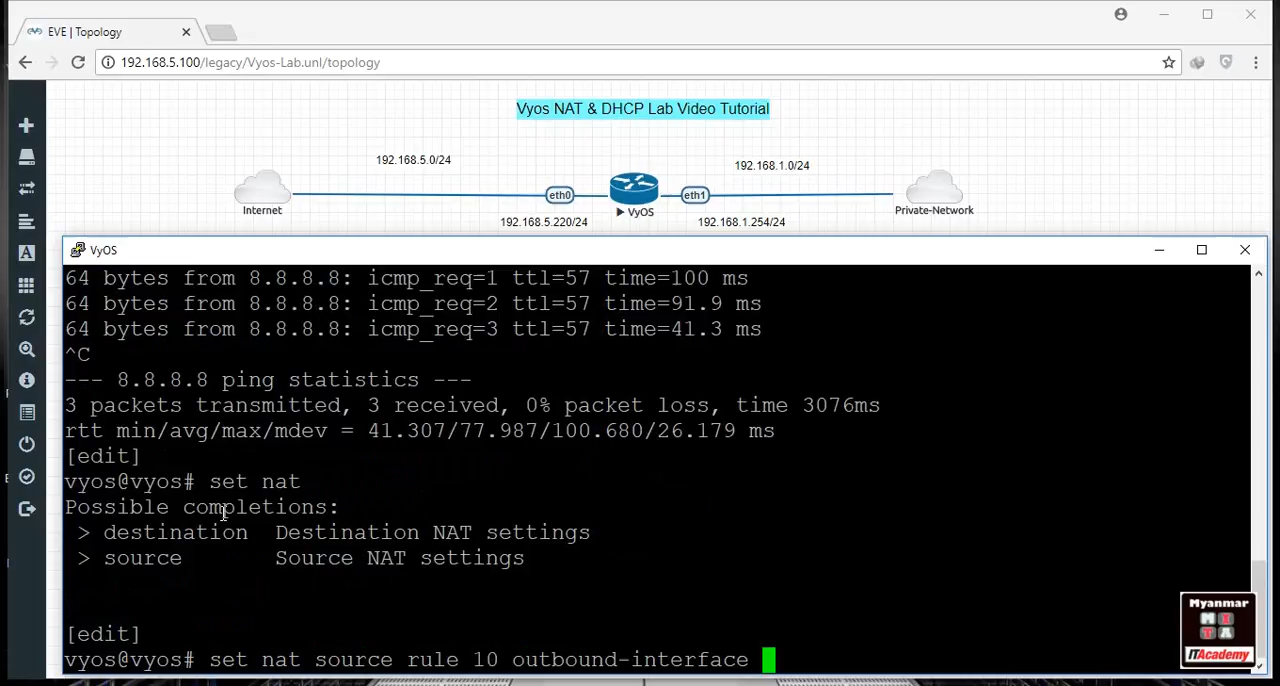 EVE | Topology
192.168.5.100/legacy/Vyos-Lab.unl/topology
Vyos NAT & DHCP Lab Video Tutorial
192.168.5.0/24
192.168.1.0/24
eth0
eth1
Internet
VyOS
Private-Network
192.168.5.220/24
192.168.1.254/24
VyOS
64 bytes from 8.8.8.8: icmp_req=1 ttl=57 time=100 ms
64 bytes from 8.8.8.8: icmp_req=2 ttl=57 time=91.9 ms
64 bytes from 8.8.8.8: icmp_req=3 ttl=57 time=41.3 ms
^C
--- 8.8.8.8 ping statistics ---
3 packets transmitted, 3 received, 0% packet loss, time 3076ms
rtt min/avg/max/mdev = 41.307/77.987/100.680/26.179 ms
[edit]
vyos@vyos# set nat
Possible completions:
> destination Destination NAT settings
> source Source NAT settings
[edit]
vyos@vyos# set nat source rule 10 outbound-interface
Myanmar
M I
T A
ITAcademy